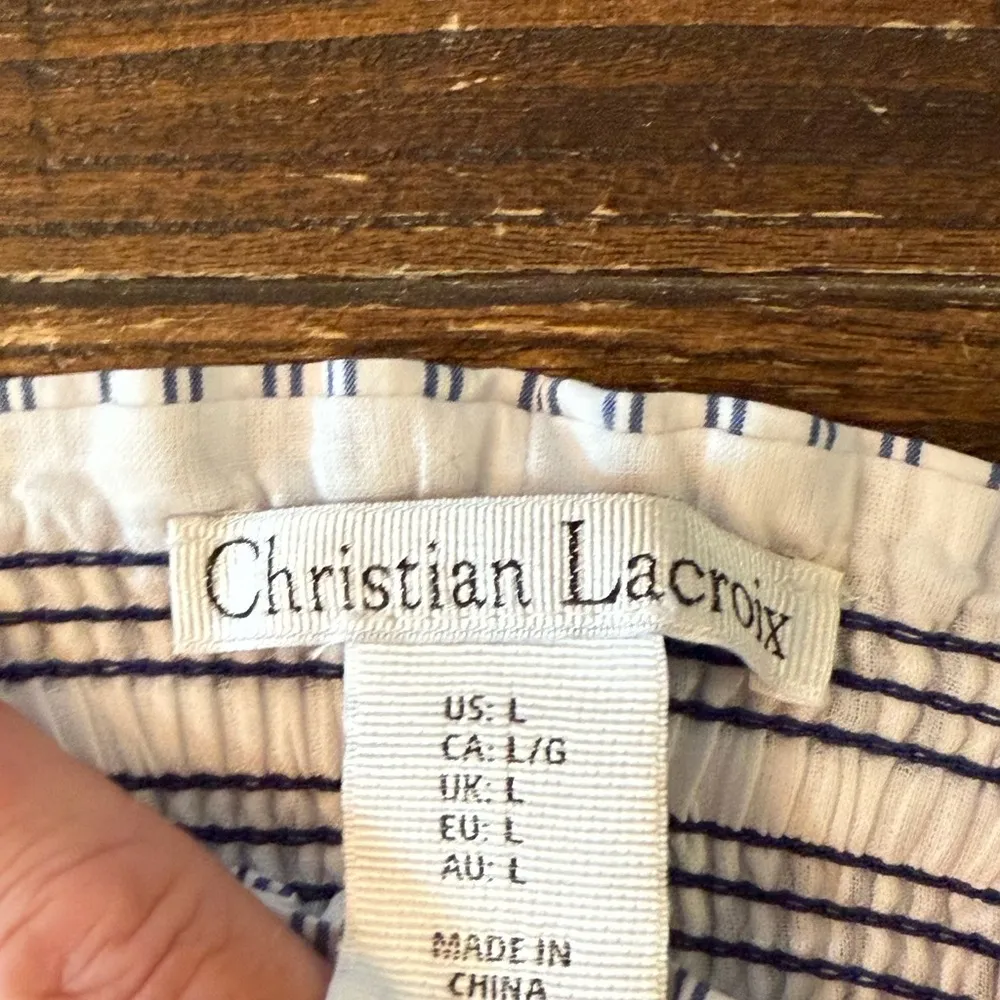 Christian Lacroix
US: L
CA: L/G
UK: L
EU: L
AU: L
MADE IN
CHINA